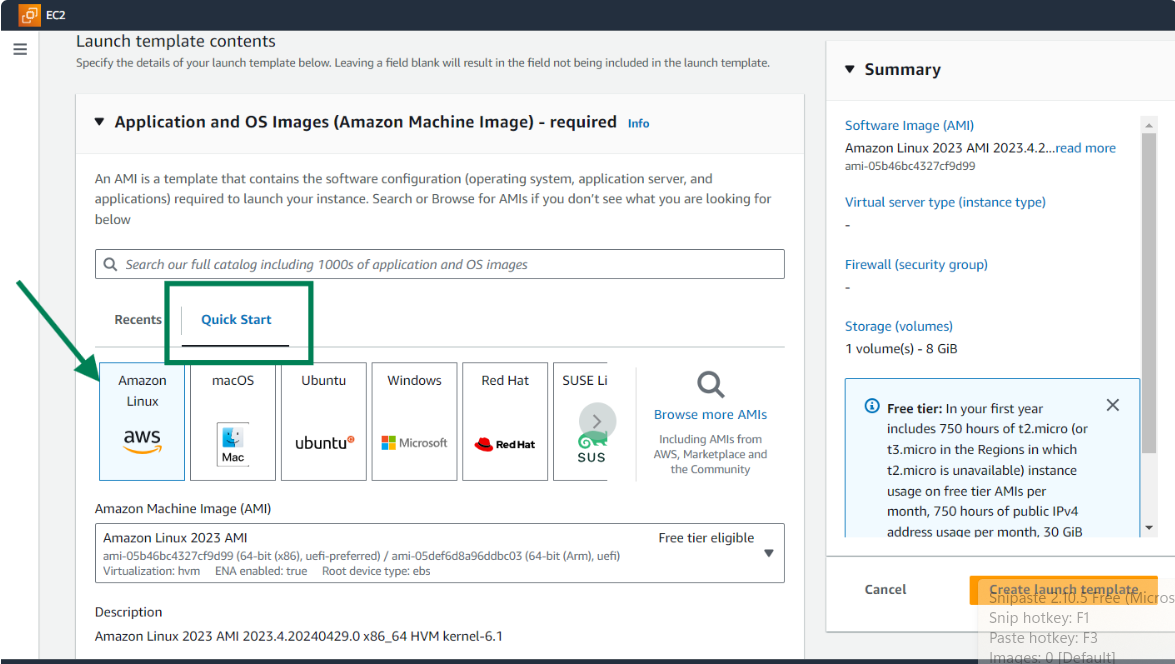 EC2
Launch template contents
Specify the details of your launch template below. Leaving a field blank will result in the field not being included in the launch template.
Application and OS Images (Amazon Machine Image) - required Info
An AMI is a template that contains the software configuration (operating system, application server, and
applications) required to launch your instance. Search or Browse for AMIs if you don't see what you are looking for
below
Search our full catalog including 1000s of application and OS images
Recents
Quick Start
Amazon
Linux
aws
macOS
Mac
Ubuntu
ubuntu
Windows
Microsoft
Red Hat
Red Hat
SUSE Li
SUS
Browse more AMIs
Including AMIs from
AWS, Marketplace and
the Community
Amazon Machine Image (AMI)
Amazon Linux 2023 AMI
Free tier eligible
ami-05b46bc4327cf9d99 (64-bit (x86), uefi-preferred) / ami-05def6d8a96ddbc03 (64-bit (Arm), uefi)
Virtualization: hvm ENA enabled: true Root device type: ebs
Description
Amazon Linux 2023 AMI 2023.4.20240429.0 x86_64 HVM kernel-6.1
Summary
Software Image (AMI)
Amazon Linux 2023 AMI 2023.4.2...read more
ami-05b46bc4327cf9d99
Virtual server type (instance type)
-
Firewall (security group)
-
Storage (volumes)
1 volume(s) - 8 GiB
Free tier: In your first year
includes 750 hours of t2.micro (or
t3.micro in the Regions in which
t2.micro is unavailable) instance
usage on free tier AMIs per
month, 750 hours of public IPv4
address usage per month, 30 GiB
Cancel
Create launch template
Snipaste 2.10.5 Free (Micros
Snip hotkey: F1
Paste hotkey: F3
Images: 0 [Default]